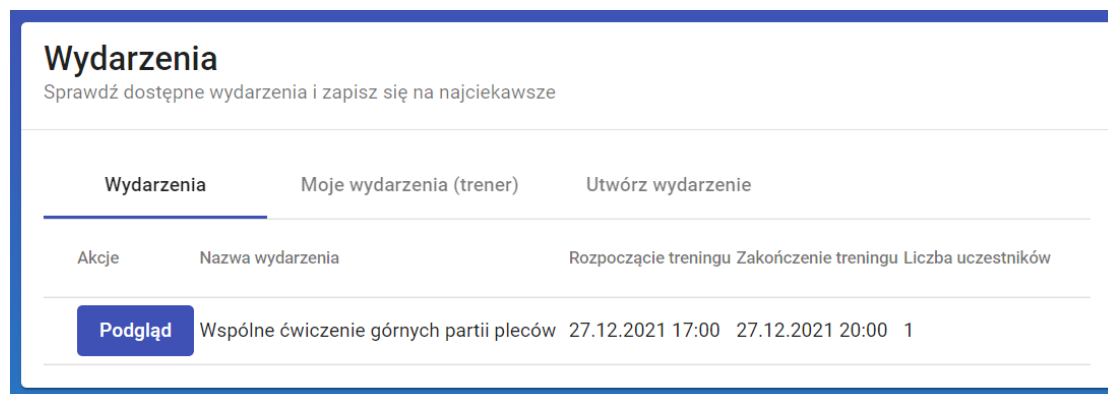 Wydarzenia
Sprawdź dostępne wydarzenia i zapisz się na najciekawsze
Wydarzenia Moje wydarzenia (trener) Utwórz wydarzenie
Akcje Nazwa wydarzenia Rozpoczącie treningu Zakończenie treningu Liczba uczestników
Podgląd Wspólne ćwiczenie górnych partii pleców 27.12.2021 17:00 27.12.2021 20:00 1